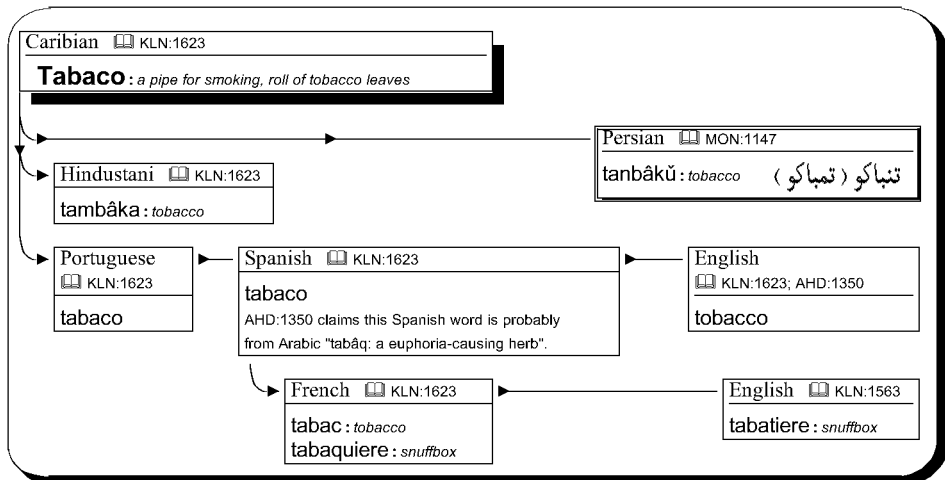 Caribian KLN:1623
Tabaco : a pipe for smoking, roll of tobacco leaves
Persian MON:1147
tanbâkŭ : tobacco تنباکو ( تمباکو )
Hindustani KLN:1623
tambâka : tobacco
Portuguese
KLN:1623
tabaco
Spanish KLN:1623
tabaco
AHD:1350 claims this Spanish word is probably
from Arabic "tabâq: a euphoria-causing herb".
English
KLN:1623; AHD:1350
tobacco
French KLN:1623
tabac : tobacco
tabaquiere : snuffbox
English KLN:1563
tabatiere : snuffbox